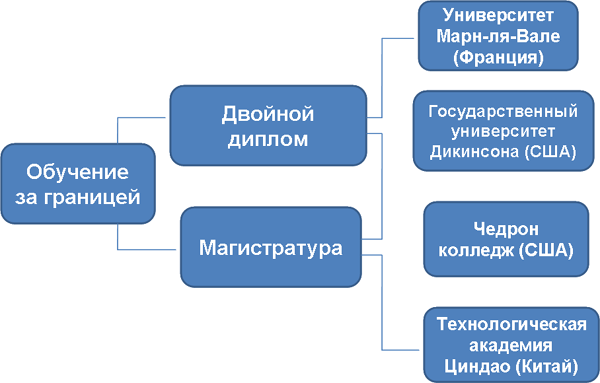 Обучение
за границей
Двойной
диплом
Магистратура
Университет
Марн-ля-Вале
(Франция)
Государственный
университет
Дикинсона (США)
Чедрон
колледж (США)
Технологическая
академия
Циндао (Китай)